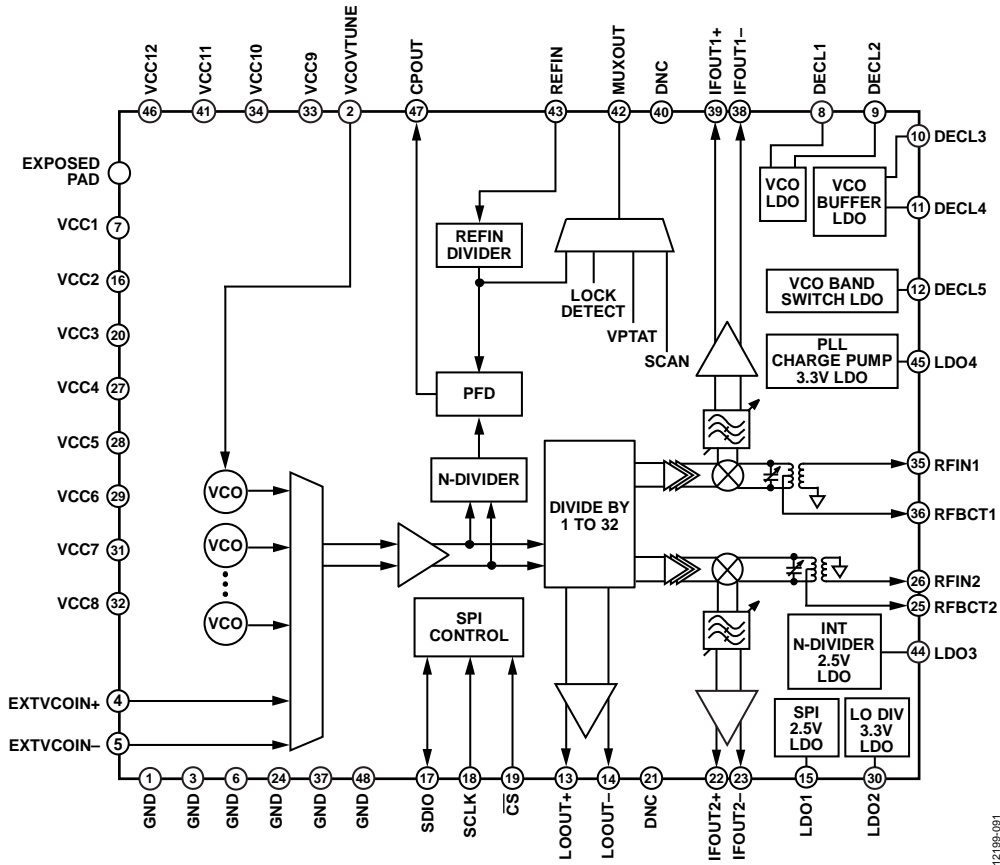 VCC12
VCC11
VCC10
VCC9
VCOVTUNE
CPOUT
REFIN
MUXOUT
DNC
IFOUT1+
IFOUT1–
DECL1
DECL2
46
41
34
33
2
47
43
42
40
39
38
8
9
10 DECL3
EXPOSED
PAD
VCO
LDO
VCO
BUFFER
LDO
11 DECL4
VCC1 7
REFIN
DIVIDER
VCC2 16
LOCK
DETECT
VPTAT
SCAN
VCO BAND
SWITCH LDO
12 DECL5
VCC3 20
PLL
CHARGE PUMP
3.3V LDO
45 LDO4
VCC4 27
PFD
VCC5 28
35 RFIN1
VCC6 29
VCO
N-DIVIDER
DIVIDE BY
1 TO 32
36 RFBCT1
VCC7 31
VCO
26 RFIN2
VCC8 32
VCO
25 RFBCT2
SPI
CONTROL
INT
N-DIVIDER
2.5V
LDO
44 LDO3
EXTVCOIN+ 4
EXTVCOIN– 5
SPI
2.5V
LDO
LO DIV
3.3V
LDO
1
3
6
24
37
48
17
18
19
13
14
21
22
23
15
30
GND
GND
GND
GND
GND
GND
SDIO
SCLK
CS
LOOUT+
LOOUT–
DNC
IFOUT2+
IFOUT2–
LDO1
LDO2
12199-091